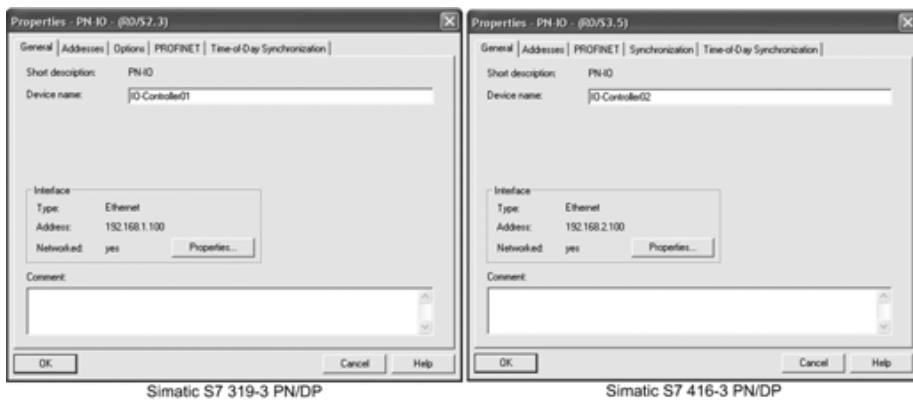 Properties - PN-IO - (R0/S2.3)
General Addresses Options PROFINET Time-of-Day Synchronization
Short description: PN-IO
Device name: IO-Controller01
Interface
Type: Ethernet
Address: 192.168.1.100
Networked: yes Properties...
Comment:
OK Cancel Help
Simatic S7 319-3 PN/DP
Properties - PN-IO - (R0/S3.5)
General Addresses PROFINET Synchronization Time-of-Day Synchronization
Short description: PN-IO
Device name: IO-Controller02
Interface
Type: Ethernet
Address: 192.168.2.100
Networked: yes Properties...
Comment:
OK Cancel Help
Simatic S7 416-3 PN/DP